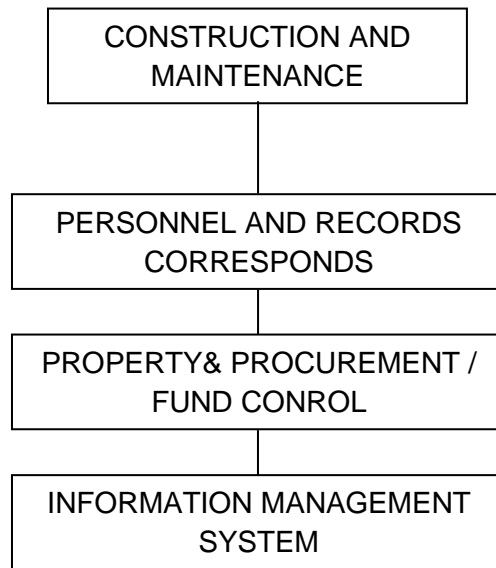 CONSTRUCTION AND
MAINTENANCE
PERSONNEL AND RECORDS
CORRESPONDS
PROPERTY& PROCUREMENT /
FUND CONROL
INFORMATION MANAGEMENT
SYSTEM